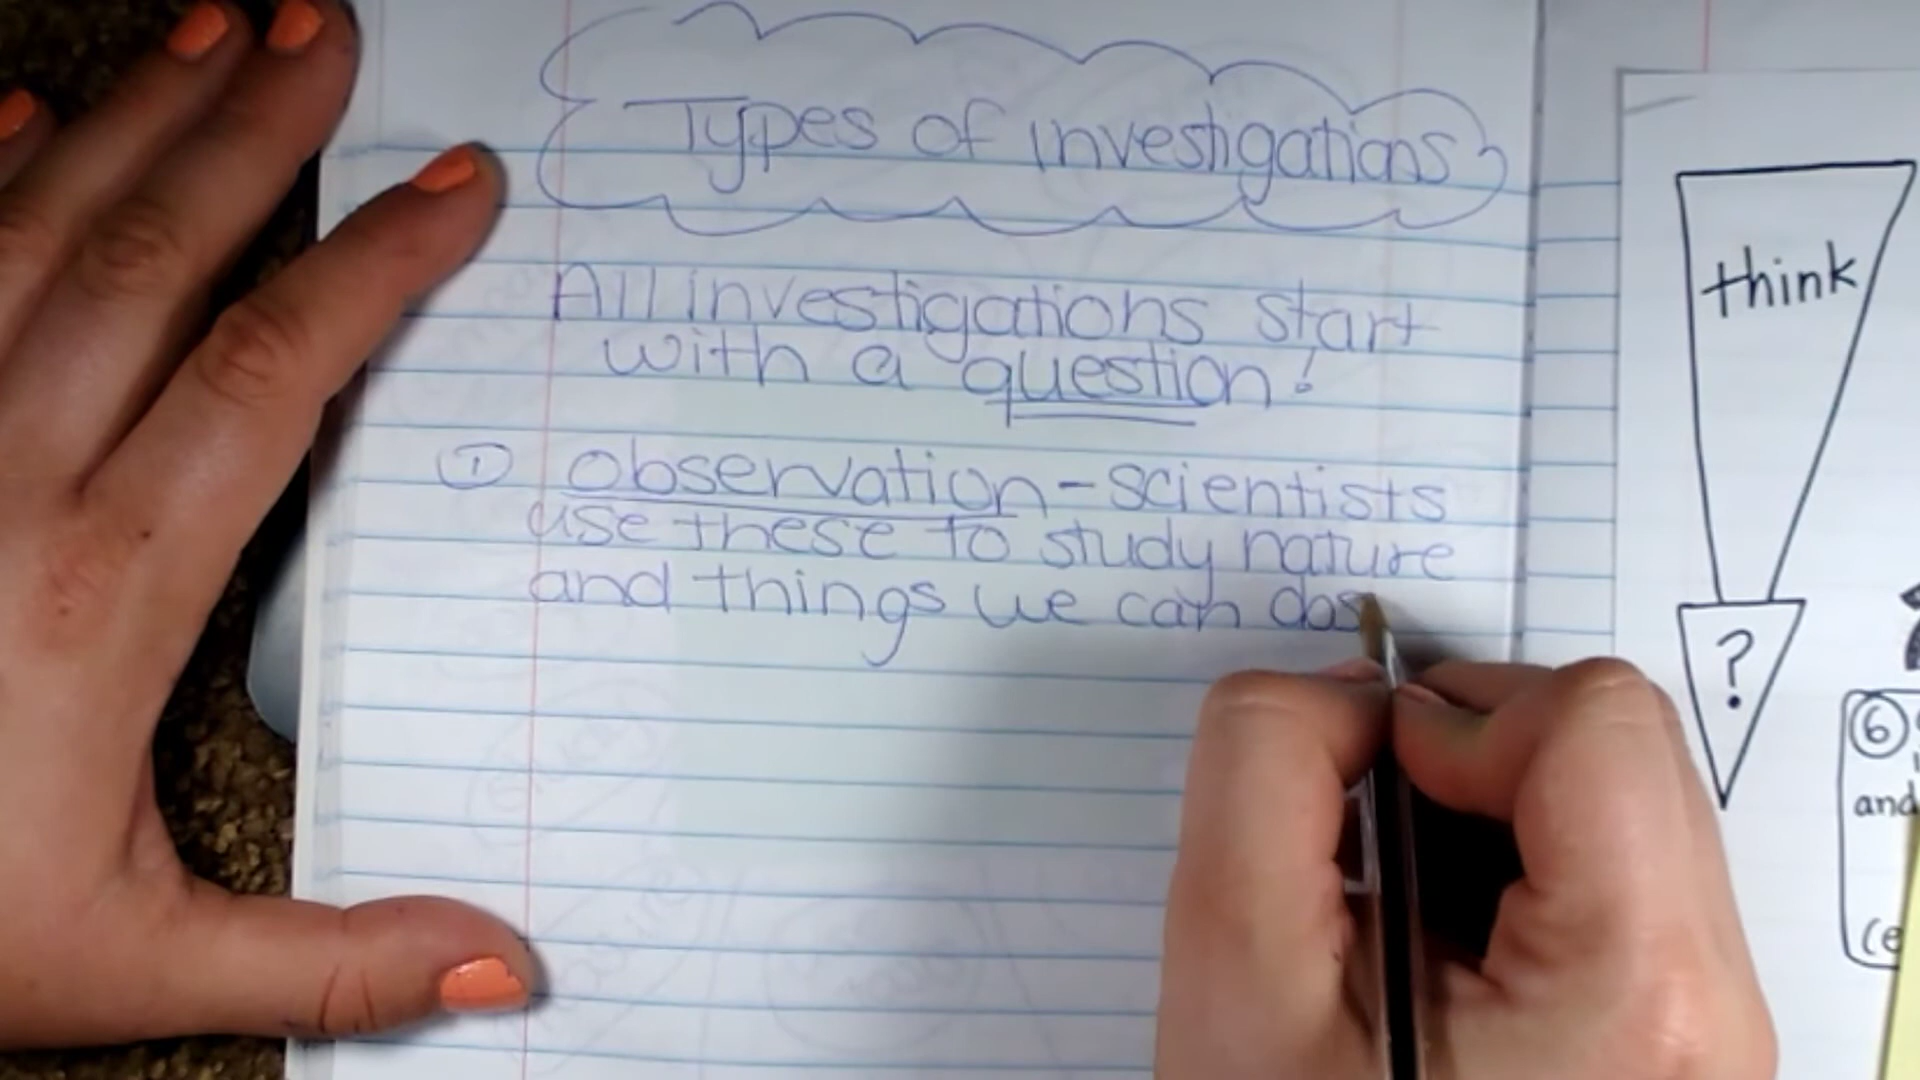 Types of investigations
All investigations start
with a question!
① Observation - scientists
use these to study nature
and things we can
think
?
⑥
and